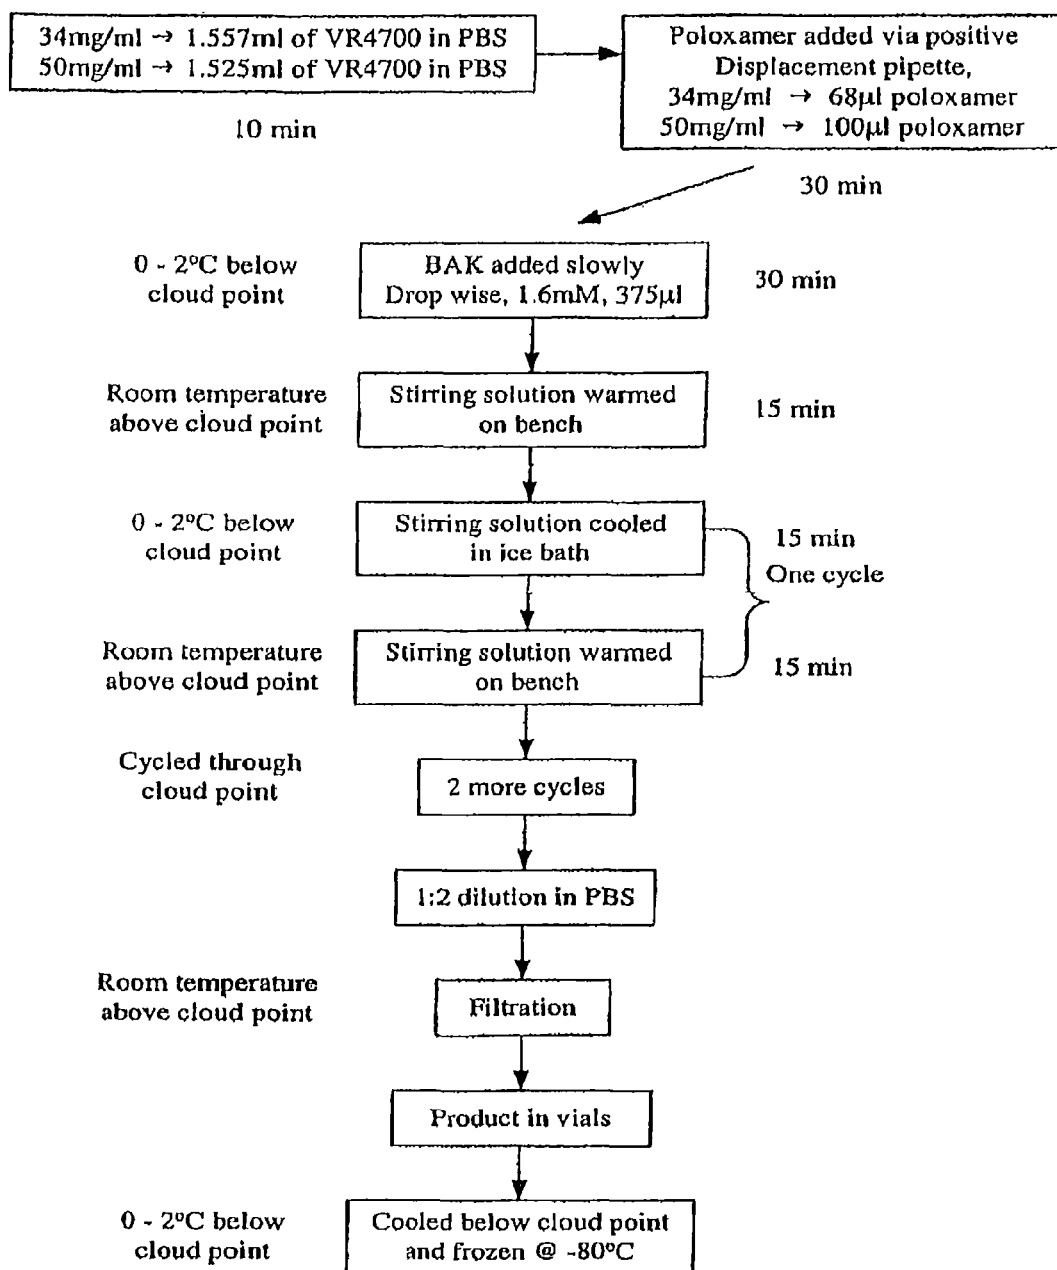 34mg/ml → 1.557ml of VR4700 in PBS
50mg/ml → 1.525ml of VR4700 in PBS
10 min
Poloxamer added via positive
Displacement pipette,
34mg/ml → 68µl poloxamer
50mg/ml → 100µl poloxamer
30 min
0 - 2°C below
cloud point
BAK added slowly
Drop wise, 1.6mM, 375µl
30 min
Room temperature
above cloud point
Stirring solution warmed
on bench
15 min
0 - 2°C below
cloud point
Stirring solution cooled
in ice bath
15 min
One cycle
Room temperature
above cloud point
Stirring solution warmed
on bench
15 min
Cycled through
cloud point
2 more cycles
1:2 dilution in PBS
Room temperature
above cloud point
Filtration
Product in vials
0 - 2°C below
cloud point
Cooled below cloud point
and frozen @ -80°C